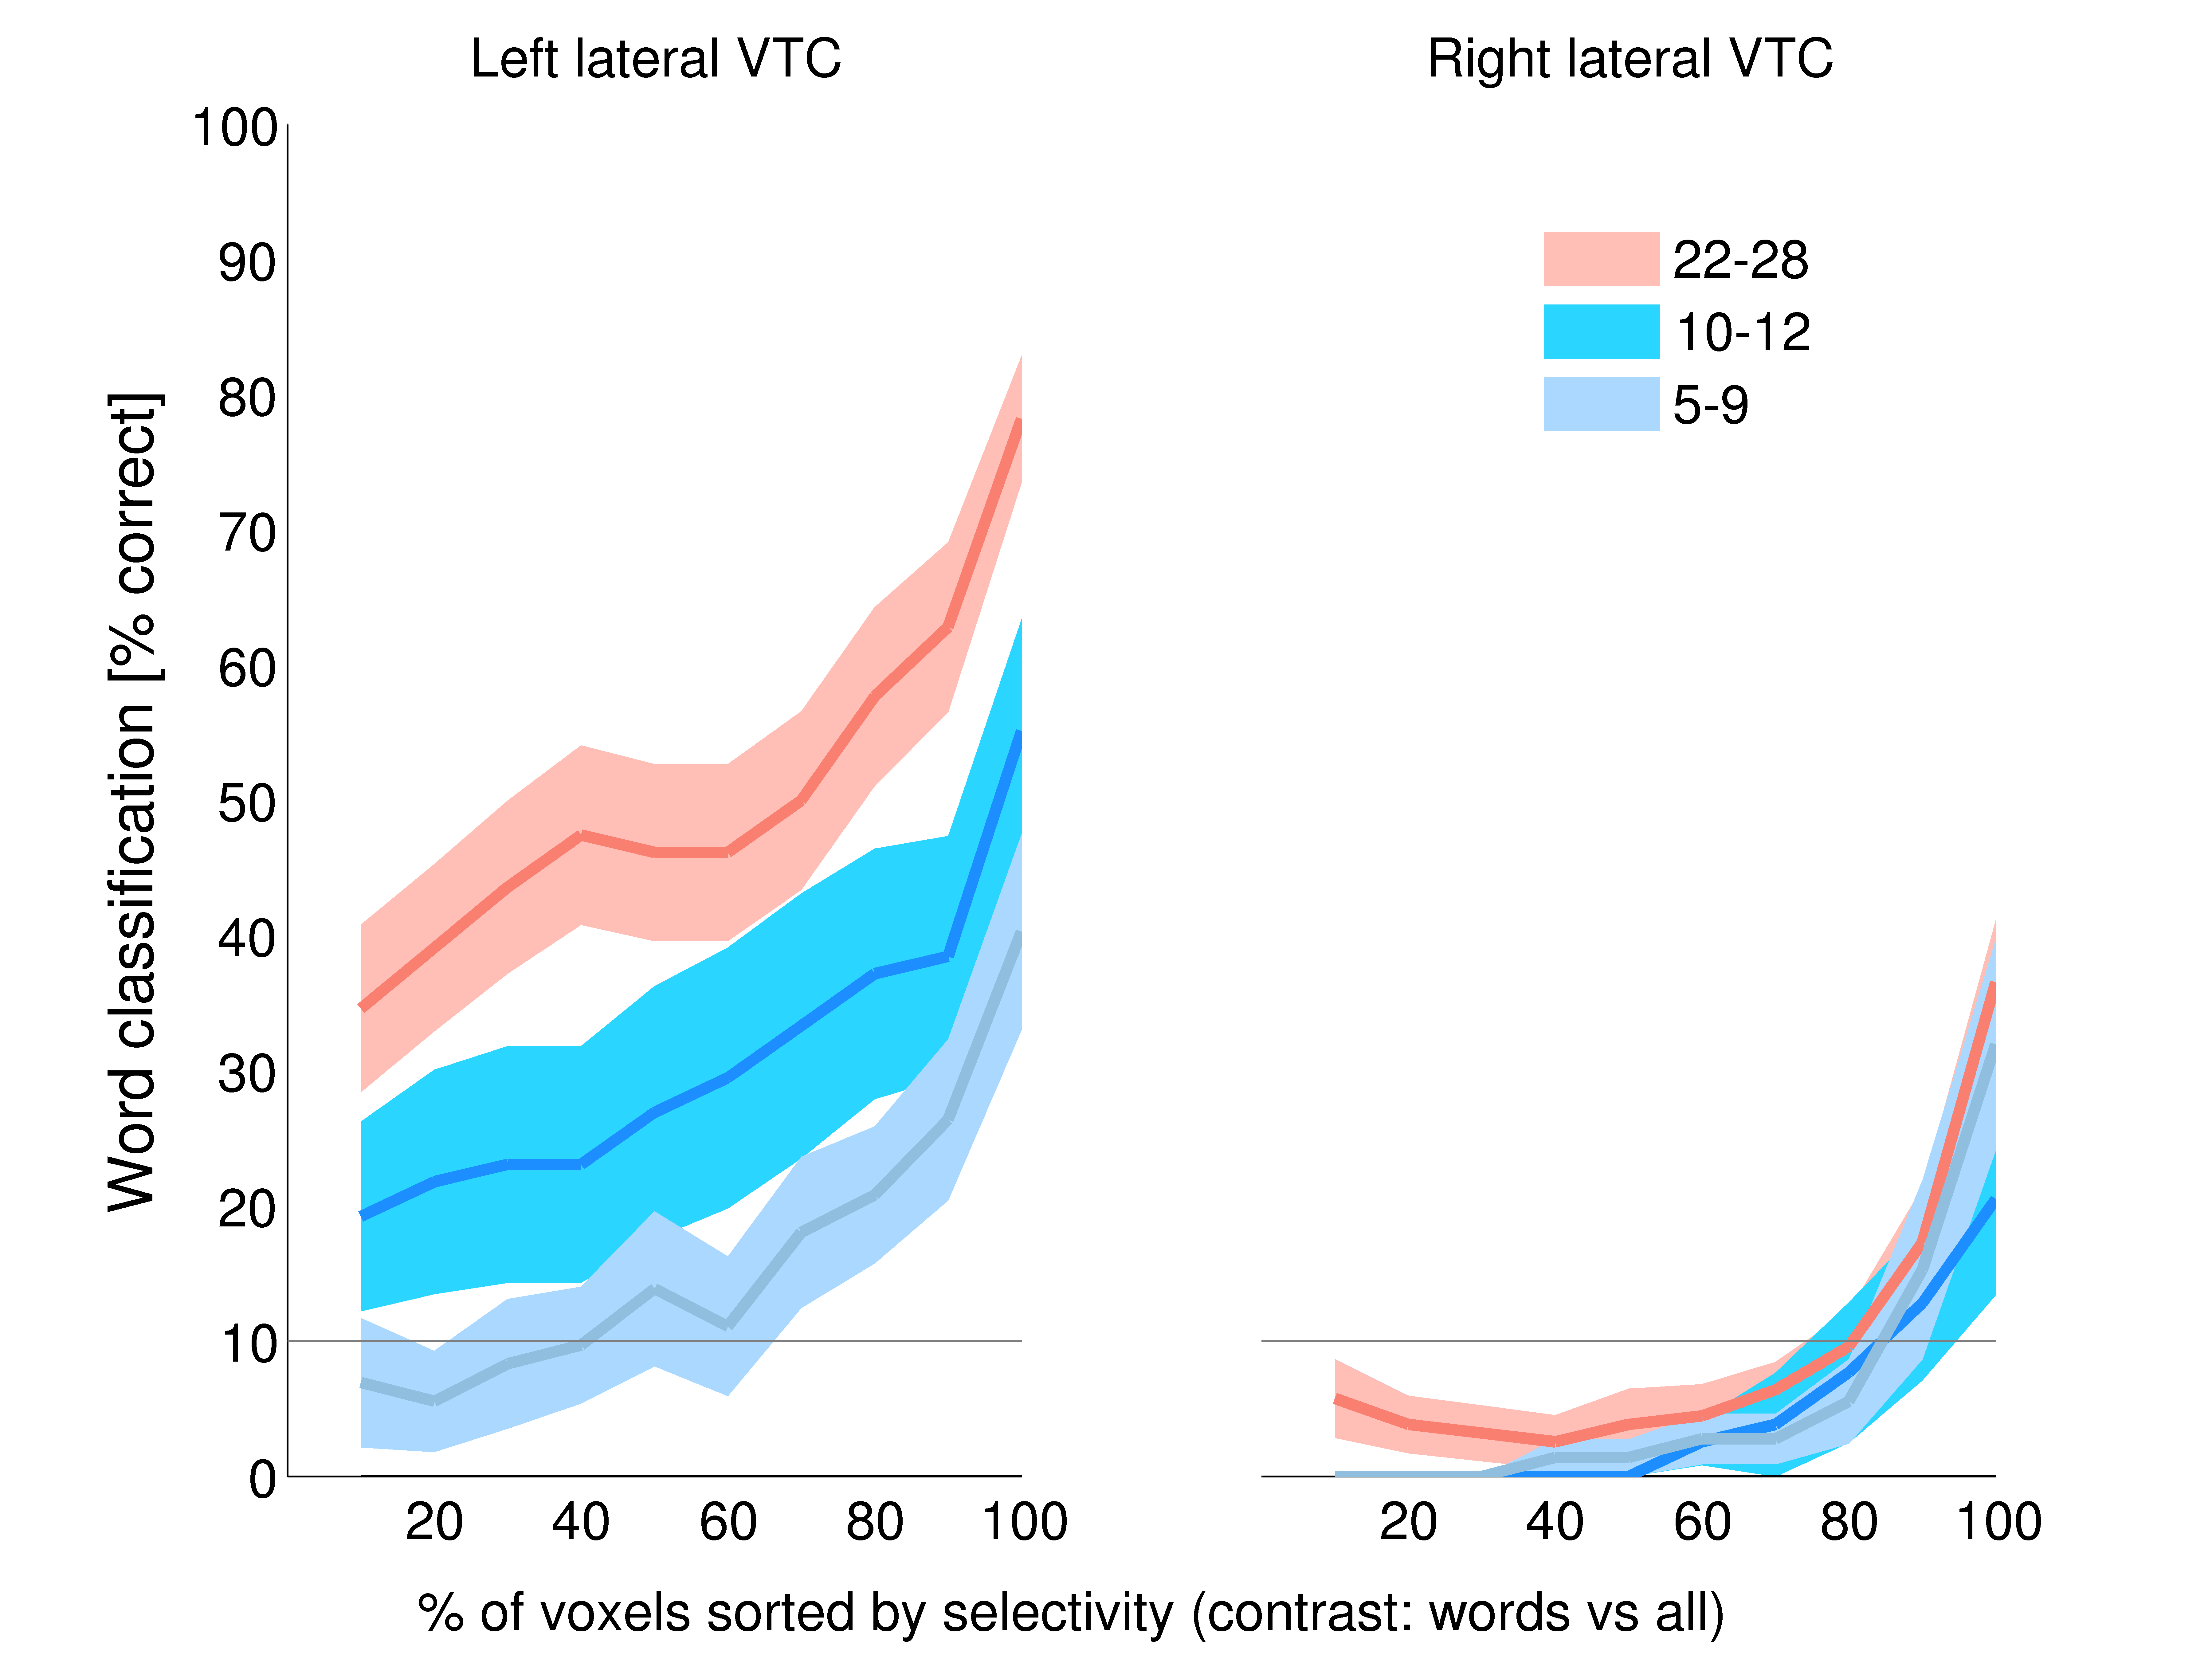 Left lateral VTC
Right lateral VTC
100
90
80
70
60
50
40
30
20
10
0
Word classification [% correct]
22-28
10-12
5-9
20 40 60 80 100
20 40 60 80 100
% of voxels sorted by selectivity (contrast: words vs all)